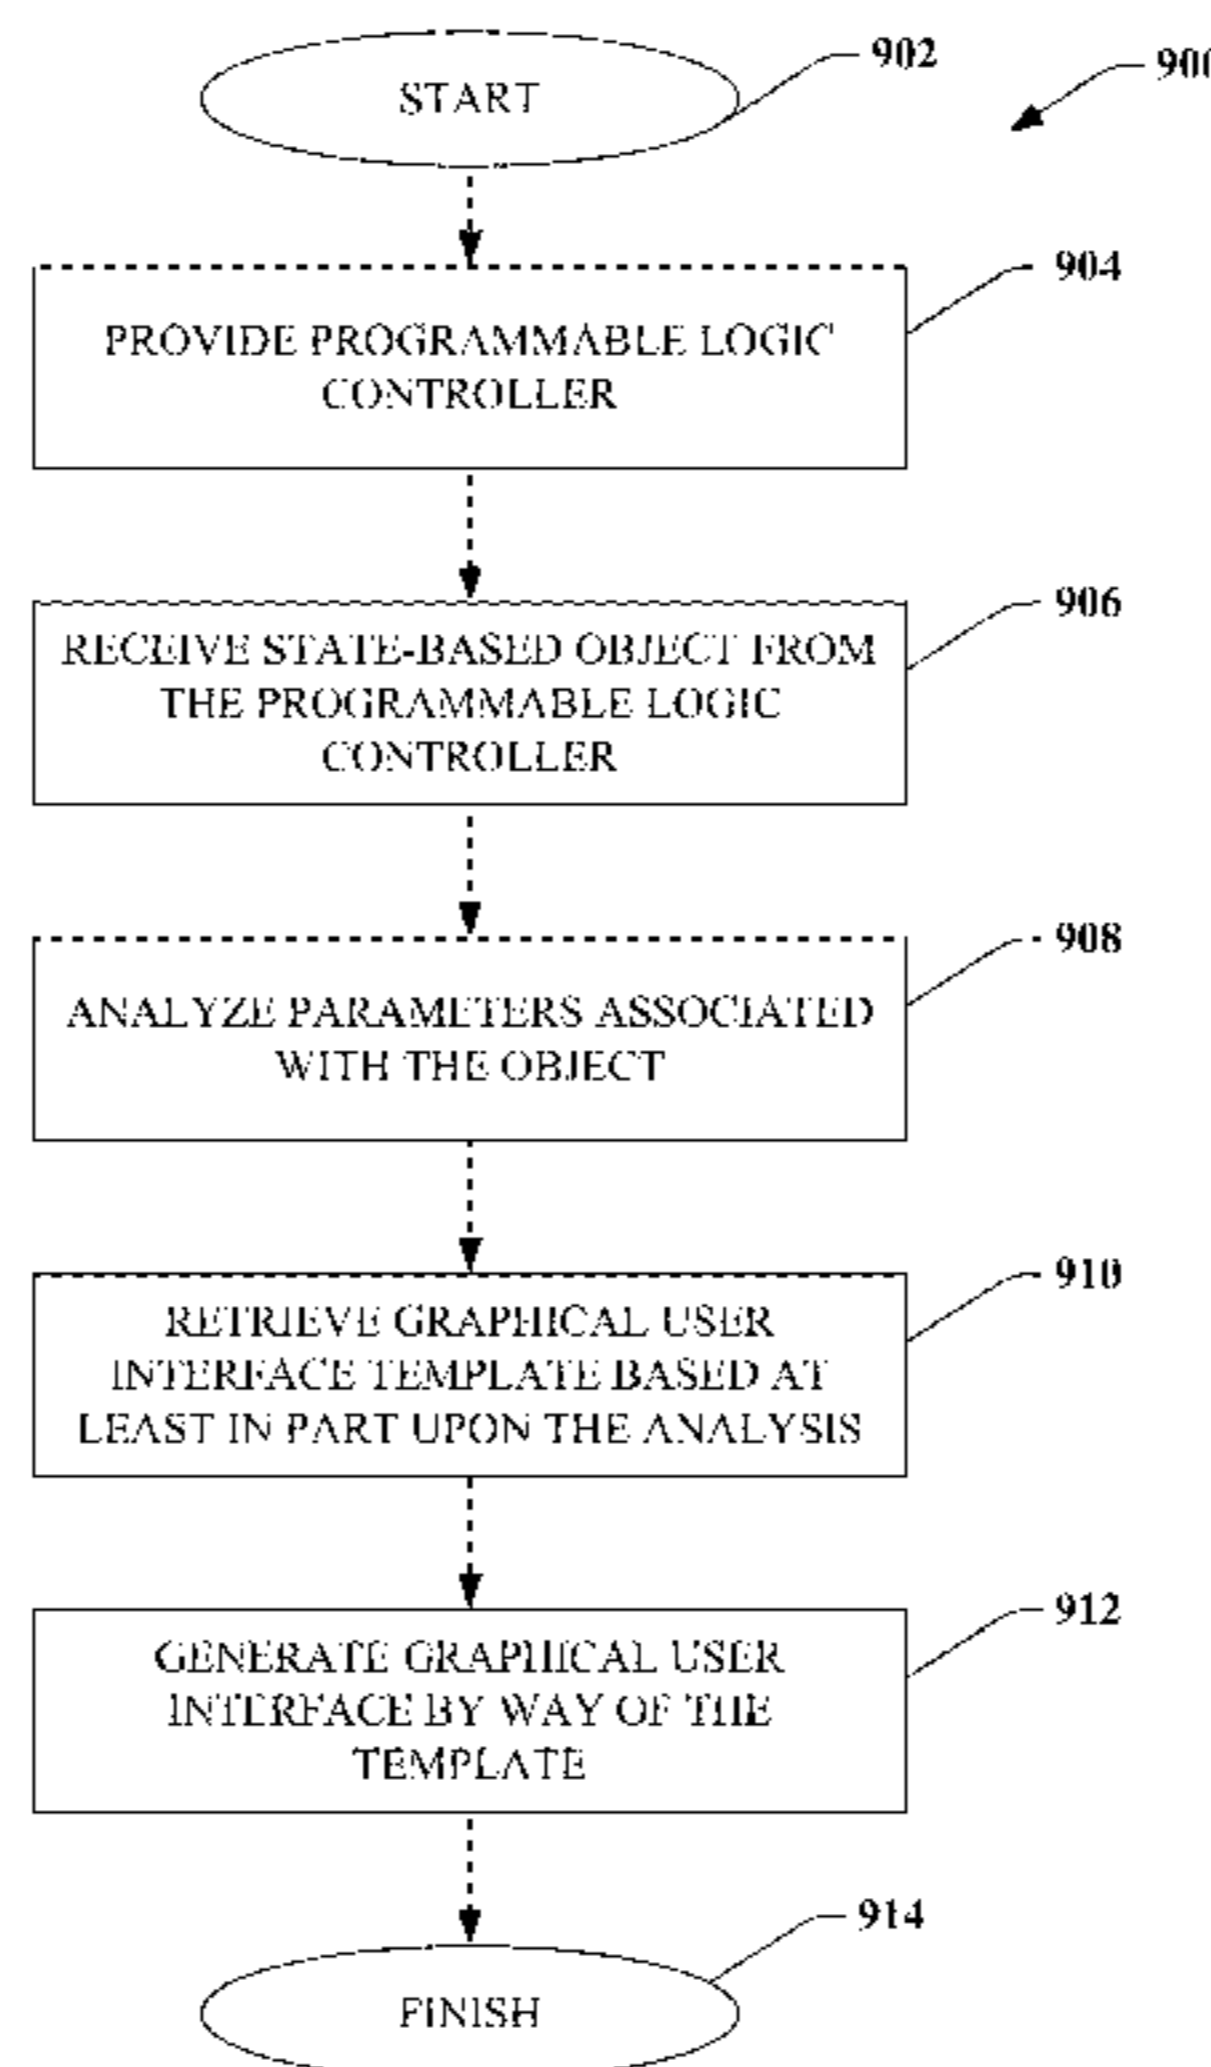 START
902
900
PROVIDE PROGRAMMABLE LOGIC
CONTROLLER
904
RECEIVE STATE-BASED OBJECT FROM
THE PROGRAMMABLE LOGIC
CONTROLLER
906
ANALYZE PARAMETERS ASSOCIATED
WITH THE OBJECT
908
RETRIEVE GRAPHICAL USER
INTERFACE TEMPLATE BASED AT
LEAST IN PART UPON THE ANALYSIS
910
GENERATE GRAPHICAL USER
INTERFACE BY WAY OF THE
TEMPLATE
912
FINISH
914